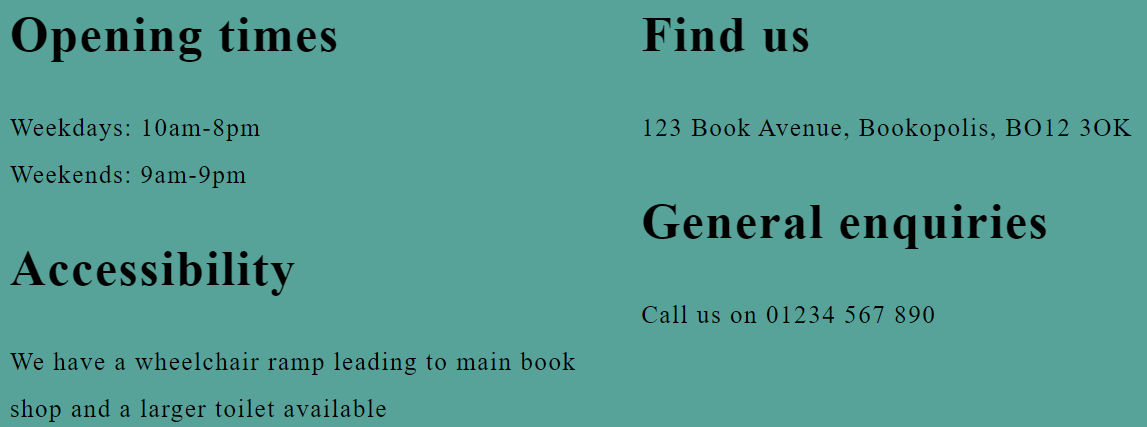 Opening times
Weekdays: 10am-8pm
Weekends: 9am-9pm
Accessibility
We have a wheelchair ramp leading to main book
shop and a larger toilet available
Find us
123 Book Avenue, Bookopolis, BO12 3OK
General enquiries
Call us on 01234 567 890